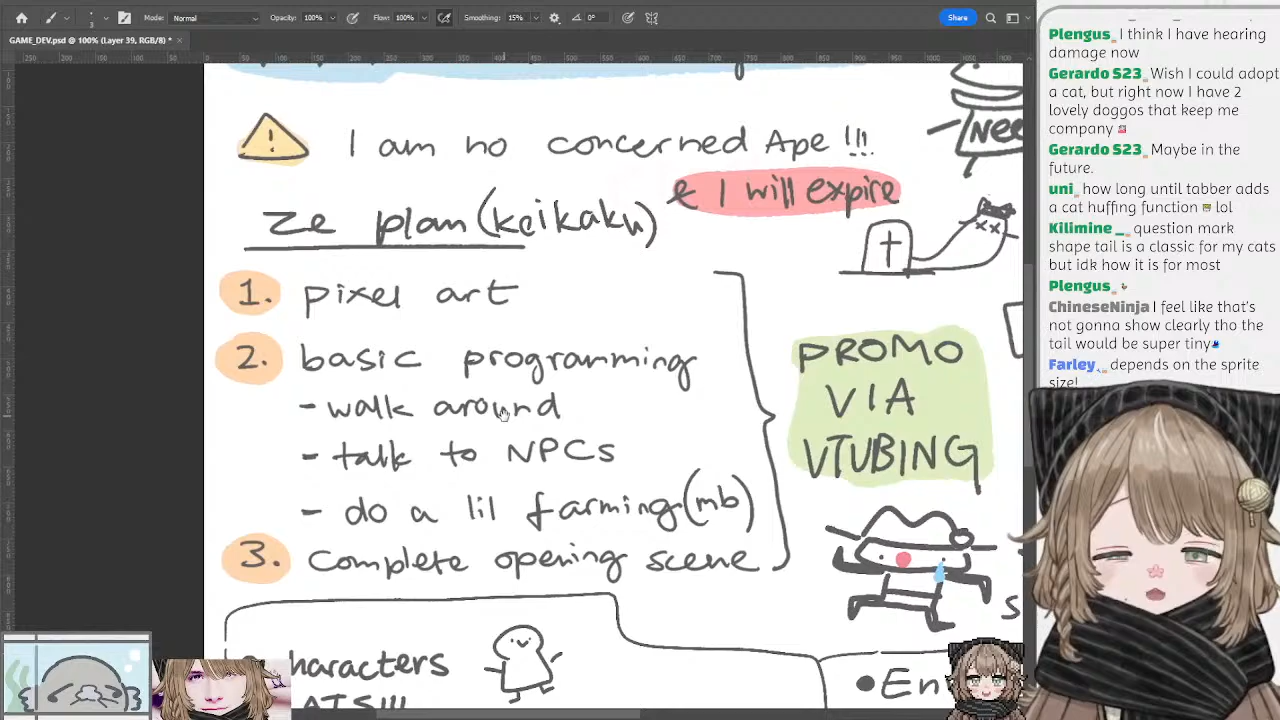 Mode: Normal Opacity: 100% Flow: 100% Smoothing: 15% 0° Share
GAME_DEV.psd @ 100% (Layer 39, RGB/8) *
I am no concerned Ape !!!
I will expire
ze plan (keikaku)
1. pixel art
2. basic programming
- walk around
- talk to NPCs
- do a lil farming (mb)
3. complete opening scene
PROMO
VIA
VTUBING
haracters
En
Plengus_ I think I have hearing
damage now
Gerardo S23_ Wish I could adopt
a cat, but right now I have 2
lovely doggos that keep me
company
Gerardo S23_ Maybe in the
future.
uni_ how long until tabber adds
a cat huffing function lol
Kilimine__ question mark
shape tail is a classic for my cats
but idk how it is for most
Plengus_
ChineseNinja I feel like that's
not gonna show clearly tho the
tail would be super tiny
Farley_ depends on the sprite
size!